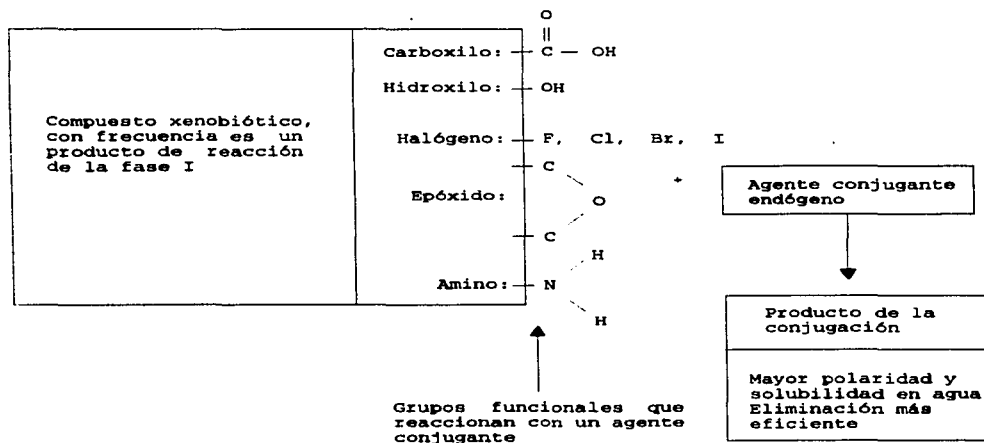 O
Carboxilo: C — OH
Hidroxilo: OH
Compuesto xenobiótico,
con frecuencia es un
producto de reacción
de la fase I
Halógeno: F, Cl, Br, I
C
Epóxido: O
C
+
Agente conjugante
endógeno
H
Amino: N
H
Producto de la
conjugación
Mayor polaridad y
solubilidad en agua
Eliminación más
eficiente
Grupos funcionales que
reaccionan con un agente
conjugante